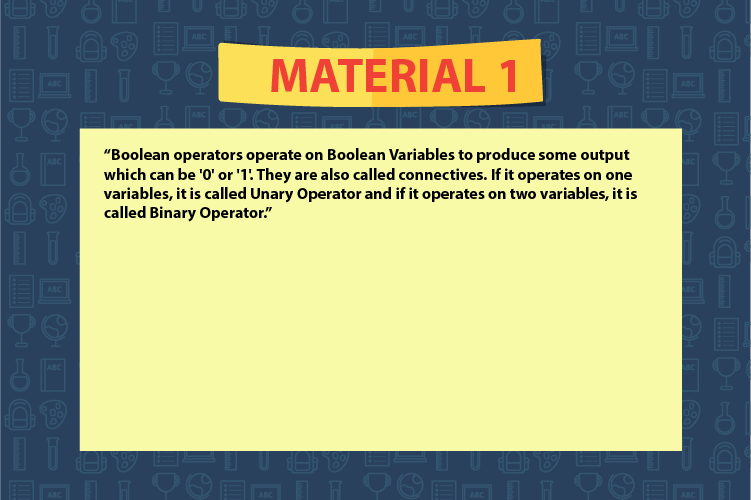 MATERIAL 1
“Boolean operators operate on Boolean Variables to produce some output
which can be '0' or '1'. They are also called connectives. If it operates on one
variables, it is called Unary Operator and if it operates on two variables, it is
called Binary Operator.”